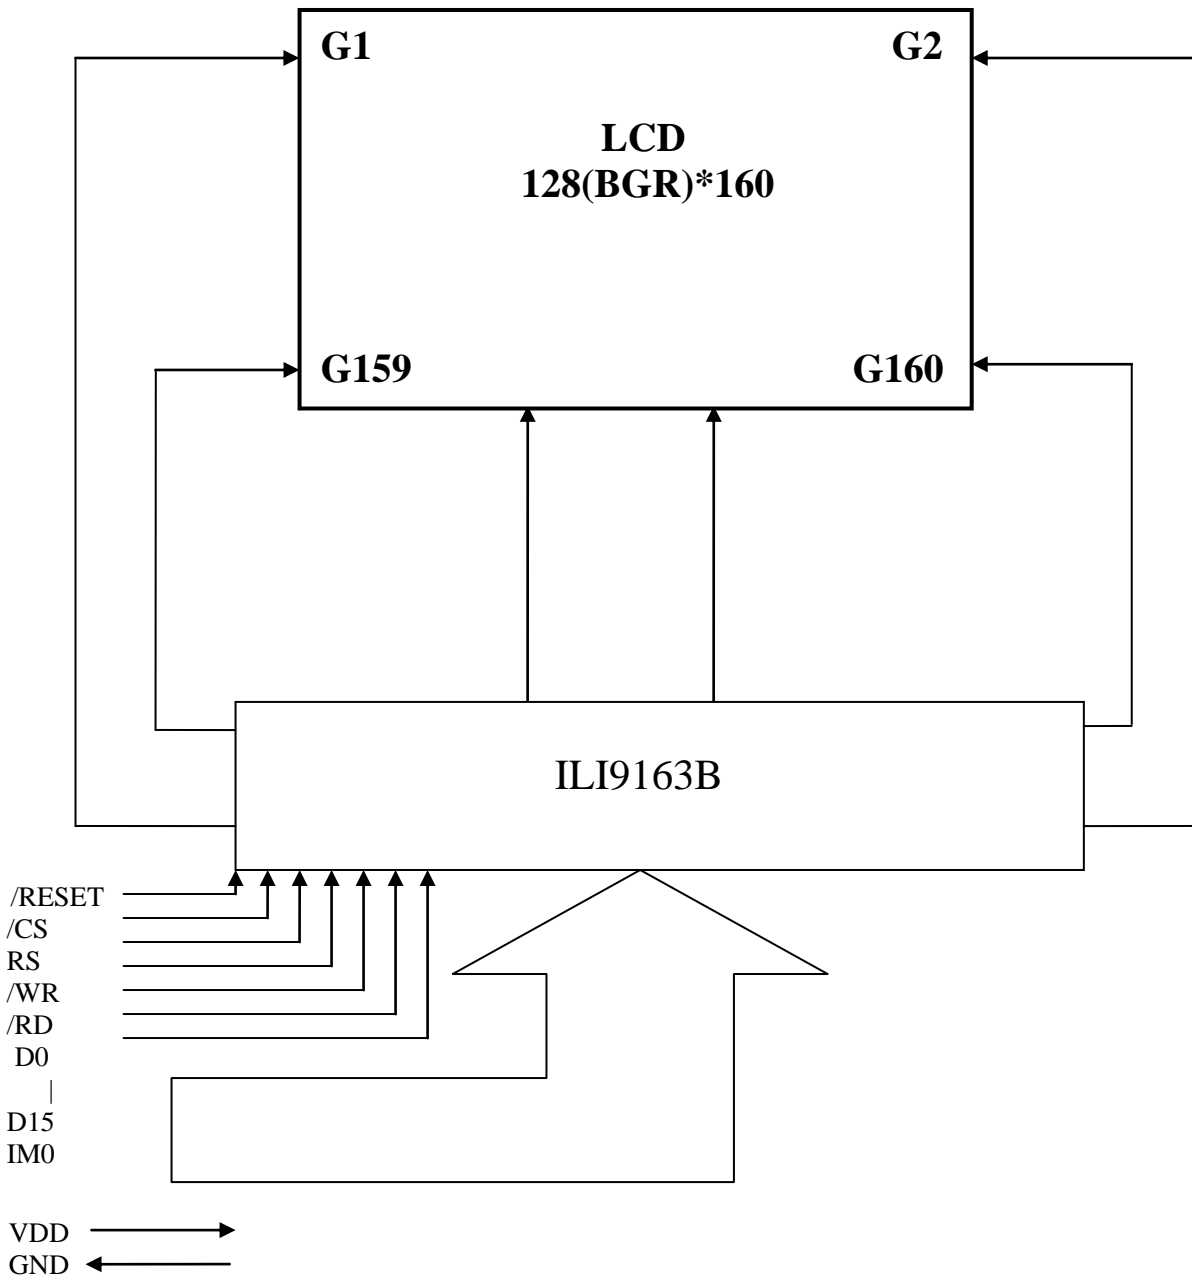 G1 G2
LCD
128(BGR)*160
G159 G160
ILI9163B
/RESET
/CS
RS
/WR
/RD
D0
|
D15
IM0
VDD
GND